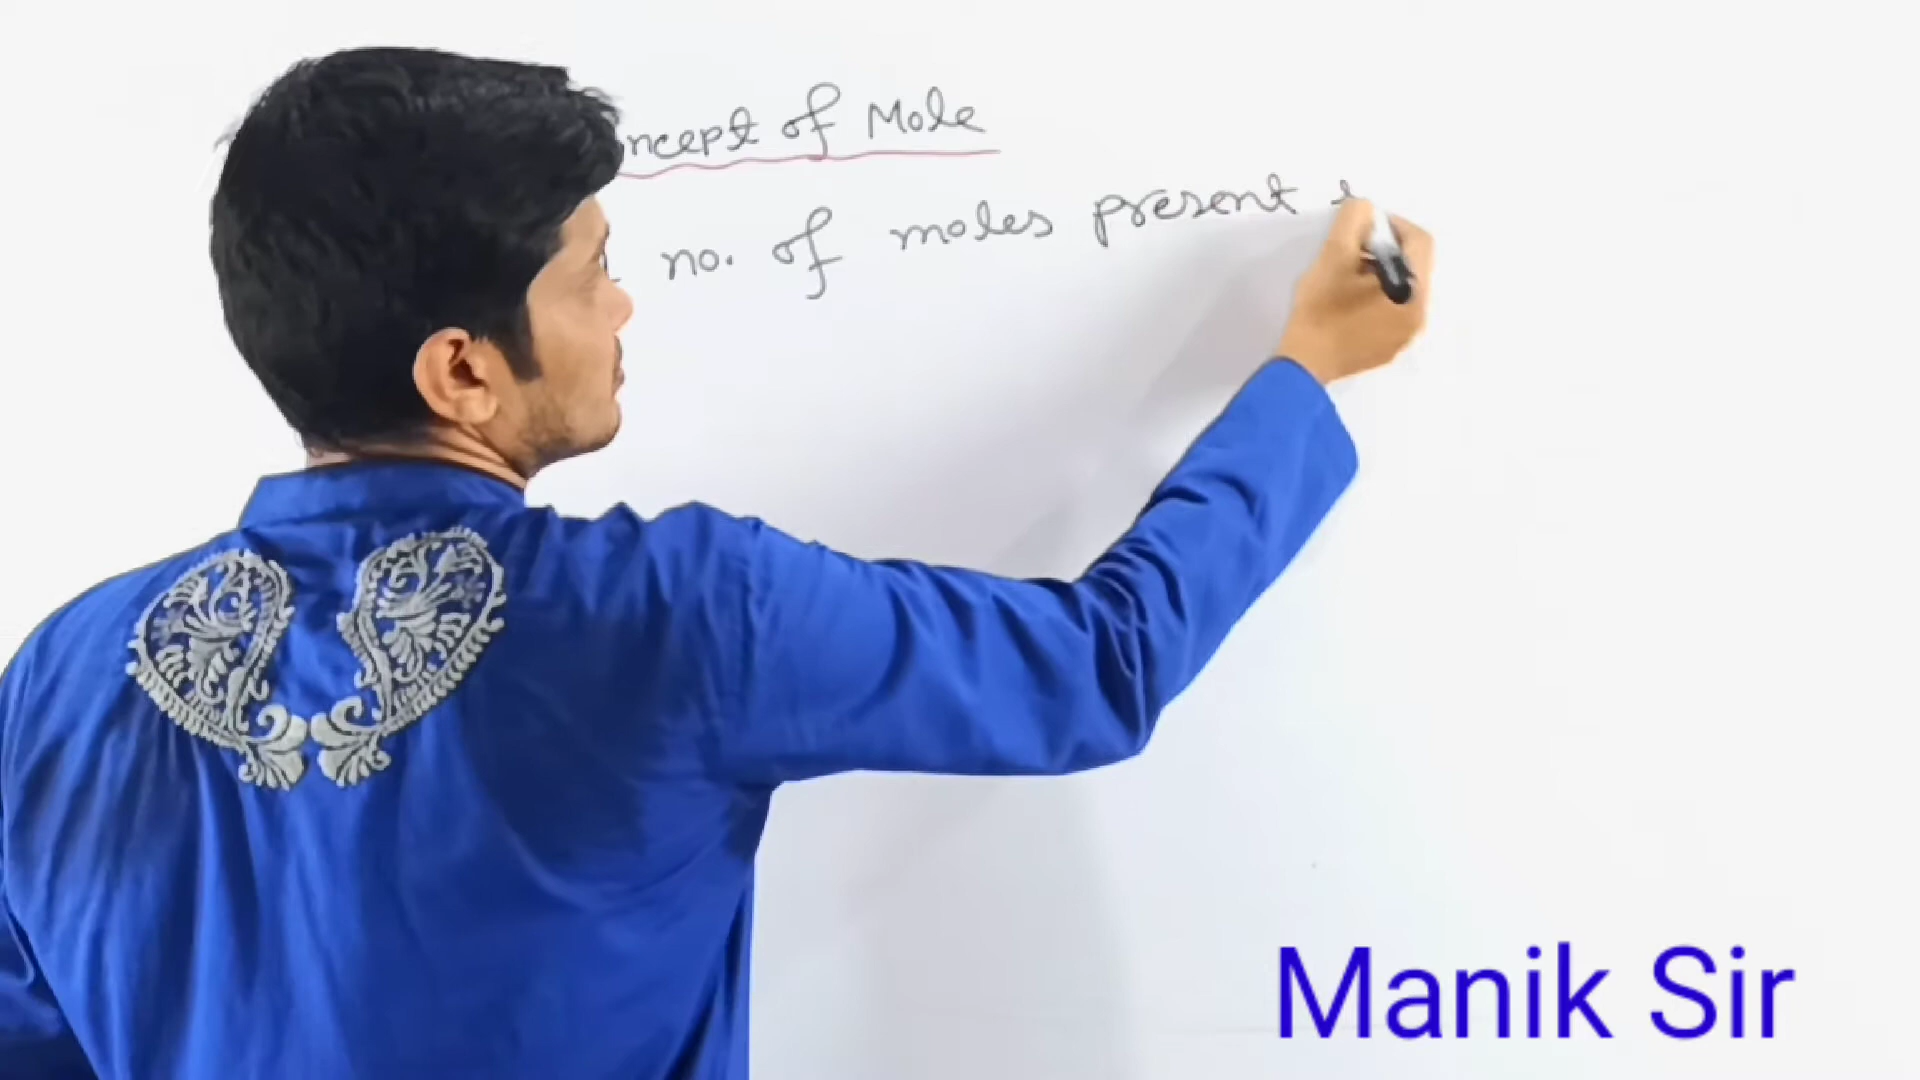 ncept of Mole
no. of moles present
Manik Sir